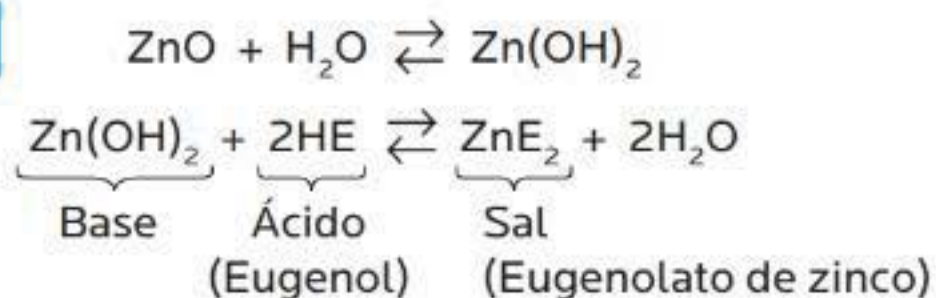 ZnO + H₂O ⇄ Zn(OH)₂
Zn(OH)₂ + 2HE ⇄ ZnE₂ + 2H₂O
Base Ácido Sal
(Eugenol) (Eugenolato de zinco)